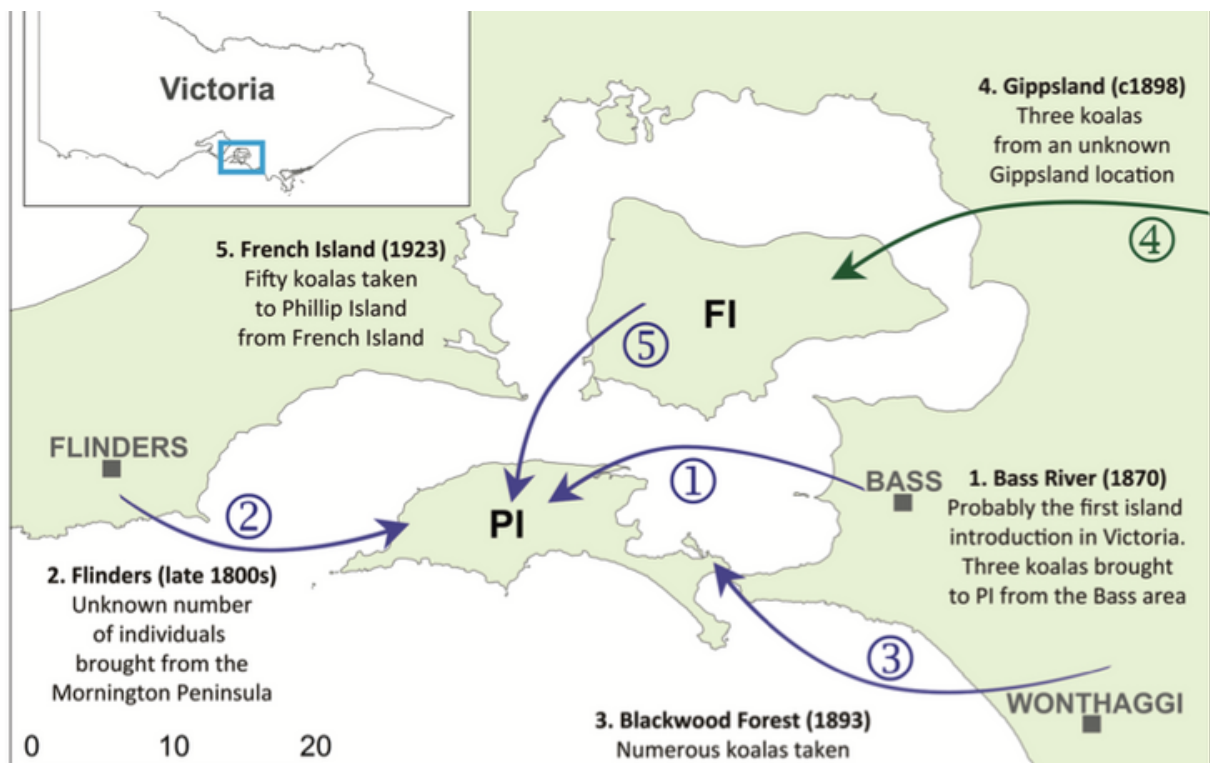 Victoria
4. Gippsland (c1898)
Three koalas
from an unknown
Gippsland location
④
5. French Island (1923)
Fifty koalas taken
to Phillip Island
from French Island
FI
⑤
FLINDERS
①
BASS
1. Bass River (1870)
Probably the first island
introduction in Victoria.
Three koalas brought
to PI from the Bass area
②
PI
2. Flinders (late 1800s)
Unknown number
of individuals
brought from the
Mornington Peninsula
③
WONTHAGGI
3. Blackwood Forest (1893)
Numerous koalas taken
0 10 20